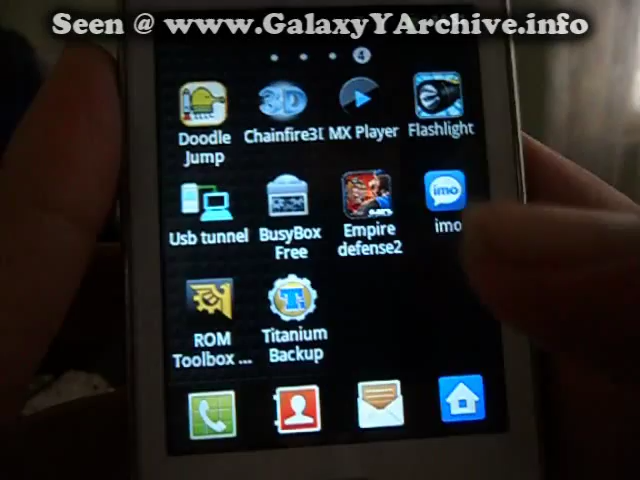 Seen @ www.GalaxyYArchive.info
4
Doodle Jump
Chainfire3D
MX Player
Flashlight
Usb tunnel
BusyBox Free
Empire defense2
imo
imo
ROM Toolbox ...
Titanium Backup